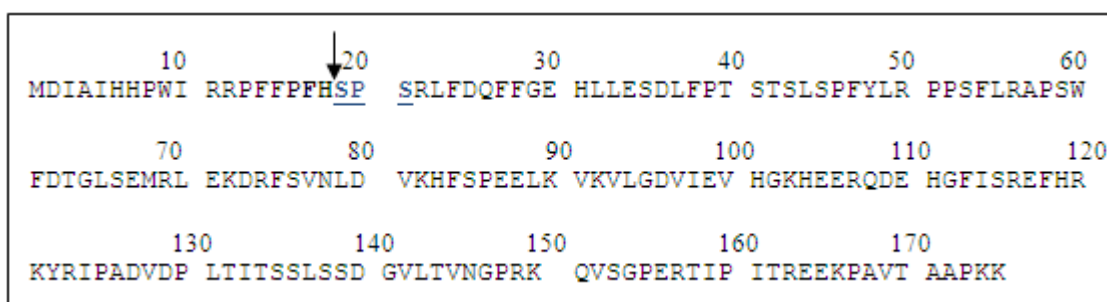 10 20 30 40 50 60
MDIAIHHPWI RRPFFPFHSP SRLFDQFFGE HLLESDLFPT STSLSPFYLR PPSFLRAPSW
70 80 90 100 110 120
FDTGLSEMRL EKDRFSVNLD VKHFSPEELK VKVLGDVIEV HGKHEERQDE HGFISREFHR
130 140 150 160 170
KYRIPADVDP LTITSSLSSD GVLTVNGPRK QVSGPERTIP ITREEKPAVT AAPKK